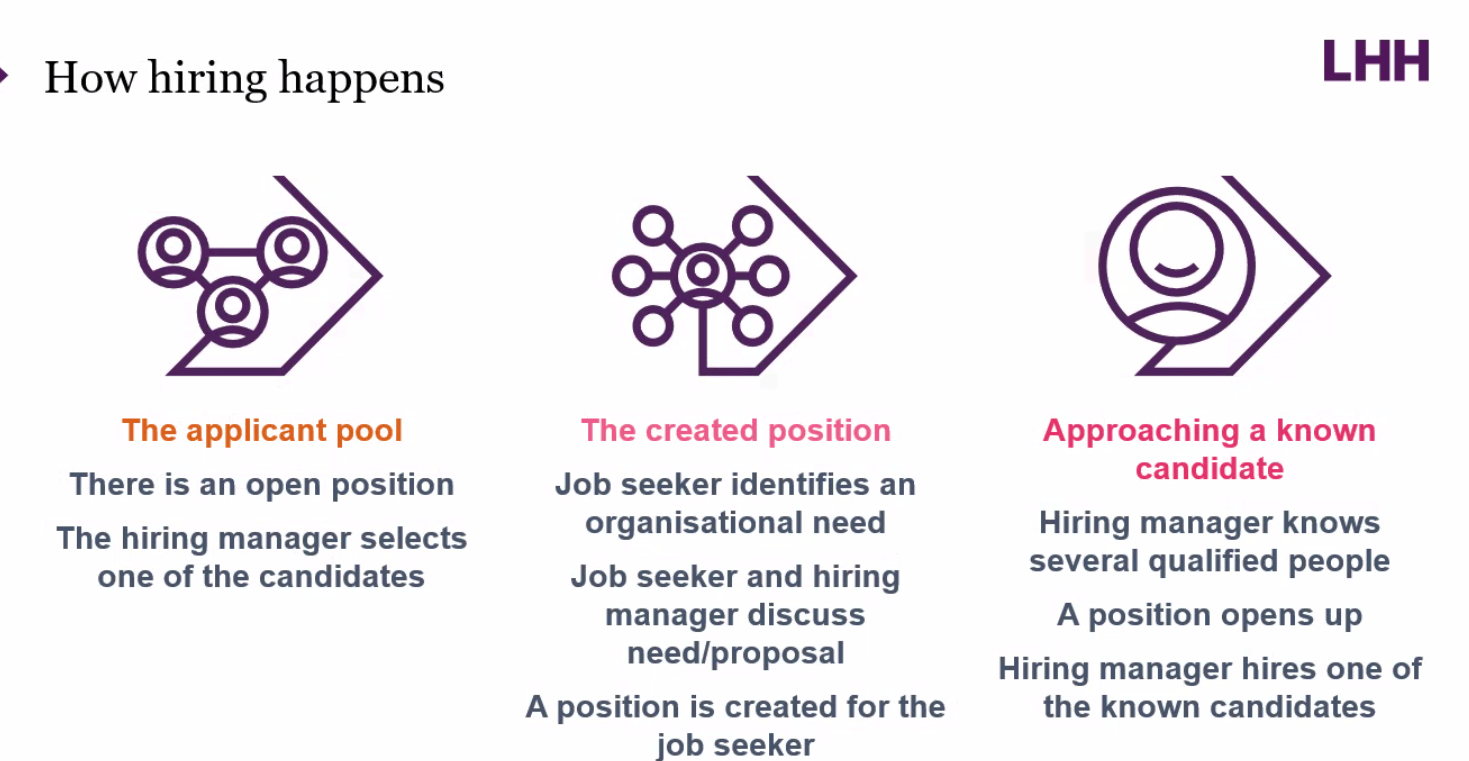 How hiring happens
LHH
The applicant pool
There is an open position
The hiring manager selects
one of the candidates
The created position
Job seeker identifies an
organisational need
Job seeker and hiring
manager discuss
need/proposal
A position is created for the
job seeker
Approaching a known
candidate
Hiring manager knows
several qualified people
A position opens up
Hiring manager hires one of
the known candidates